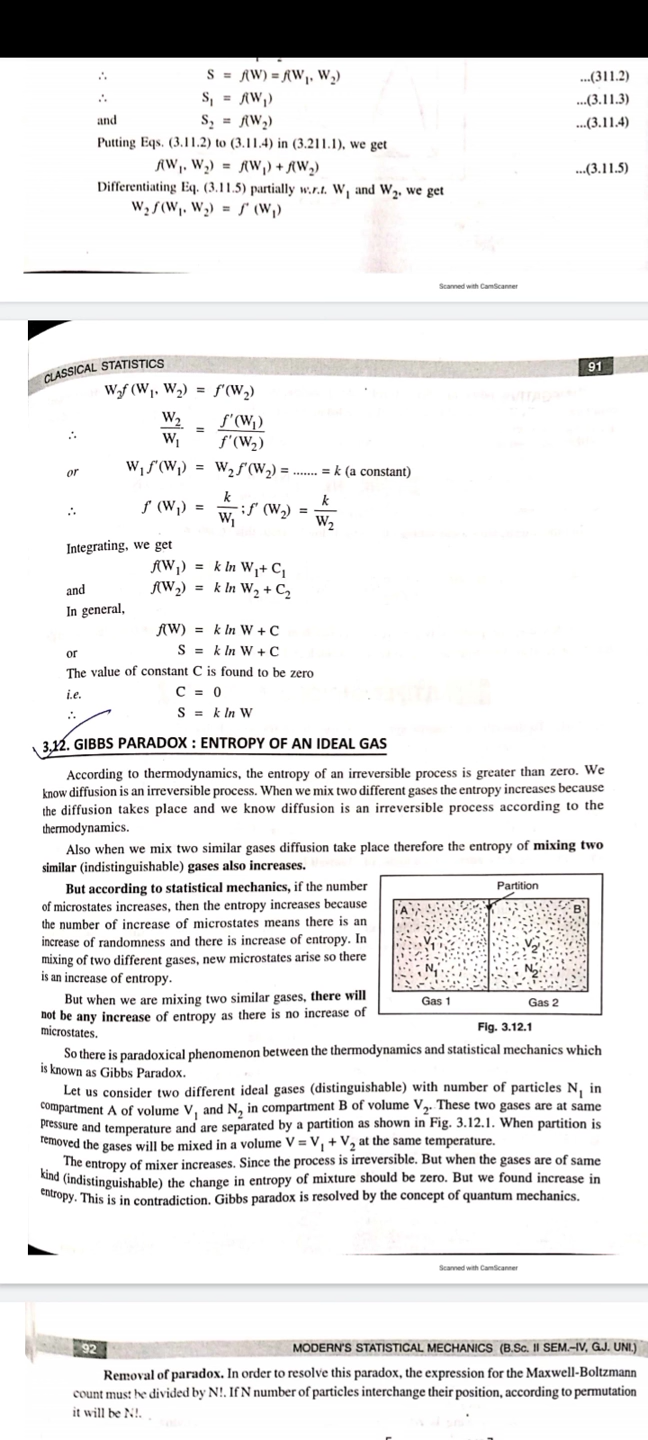 ∴ S = f(W) = f(W₁, W₂) ...(311.2)
∴ S₁ = f(W₁) ...(3.11.3)
and S₂ = f(W₂) ...(3.11.4)
Putting Eqs. (3.11.2) to (3.11.4) in (3.211.1), we get
f(W₁, W₂) = f(W₁) + f(W₂) ...(3.11.5)
Differentiating Eq. (3.11.5) partially w.r.t. W₁ and W₂, we get
W₂ f (W₁, W₂) = f' (W₁)
Scanned with CamScanner
CLASSICAL STATISTICS 91
W₂f (W₁, W₂) = f'(W₂)
∴ W₂/W₁ = f'(W₁)/f'(W₂)
or W₁ f'(W₁) = W₂ f'(W₂) = ....... = k (a constant)
∴ f' (W₁) = k/W₁ ; f' (W₂) = k/W₂
Integrating, we get
f(W₁) = k ln W₁+ C₁
and f(W₂) = k ln W₂ + C₂
In general,
f(W) = k ln W + C
or S = k ln W + C
The value of constant C is found to be zero
i.e. C = 0
∴ S = k ln W
3.12. GIBBS PARADOX : ENTROPY OF AN IDEAL GAS
According to thermodynamics, the entropy of an irreversible process is greater than zero. We
know diffusion is an irreversible process. When we mix two different gases the entropy increases because
the diffusion takes place and we know diffusion is an irreversible process according to the
thermodynamics.
Also when we mix two similar gases diffusion take place therefore the entropy of mixing two
similar (indistinguishable) gases also increases.
But according to statistical mechanics, if the number
of microstates increases, then the entropy increases because
the number of increase of microstates means there is an
increase of randomness and there is increase of entropy. In
mixing of two different gases, new microstates arise so there
is an increase of entropy.
But when we are mixing two similar gases, there will
not be any increase of entropy as there is no increase of
microstates.
Partition
A B
V₁ V₂
N₁ N₂
Gas 1 Gas 2
Fig. 3.12.1
So there is paradoxical phenomenon between the thermodynamics and statistical mechanics which
is known as Gibbs Paradox.
Let us consider two different ideal gases (distinguishable) with number of particles N₁ in
compartment A of volume V₁ and N₂ in compartment B of volume V₂. These two gases are at same
pressure and temperature and are separated by a partition as shown in Fig. 3.12.1. When partition is
removed the gases will be mixed in a volume V = V₁ + V₂ at the same temperature.
The entropy of mixer increases. Since the process is irreversible. But when the gases are of same
kind (indistinguishable) the change in entropy of mixture should be zero. But we found increase in
entropy. This is in contradiction. Gibbs paradox is resolved by the concept of quantum mechanics.
Scanned with CamScanner
92 MODERN'S STATISTICAL MECHANICS (B.Sc. II SEM.–IV, GJ. UNI.)
Removal of paradox. In order to resolve this paradox, the expression for the Maxwell-Boltzmann
count must be divided by N!. If N number of particles interchange their position, according to permutation
it will be N!.